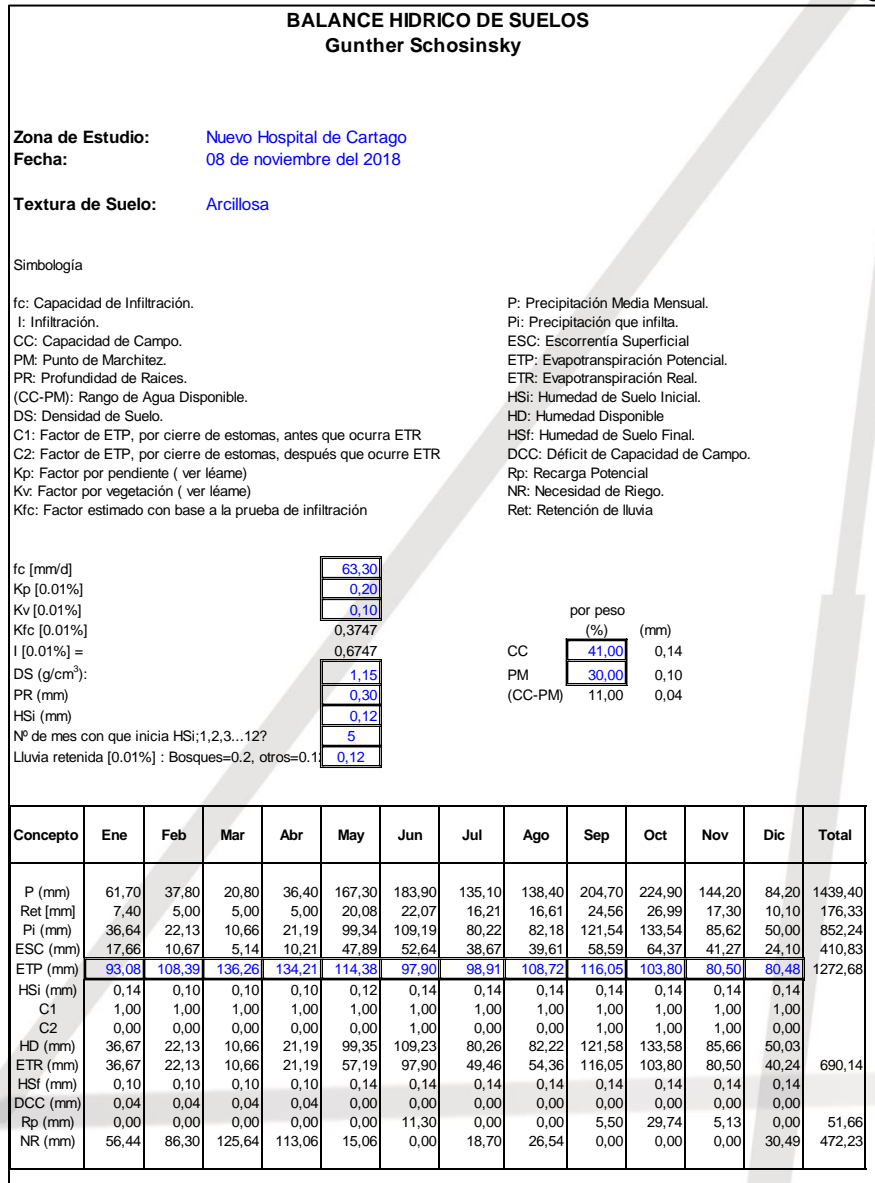 BALANCE HIDRICO DE SUELOS
Gunther Schosinsky
Zona de Estudio: Nuevo Hospital de Cartago
Fecha: 08 de noviembre del 2018
Textura de Suelo: Arcillosa
Simbología
fc: Capacidad de Infiltración. P: Precipitación Media Mensual.
I: Infiltración. Pi: Precipitación que infilta.
CC: Capacidad de Campo. ESC: Escorrentía Superficial
PM: Punto de Marchitez. ETP: Evapotranspiración Potencial.
PR: Profundidad de Raices. ETR: Evapotranspiración Real.
(CC-PM): Rango de Agua Disponible. HSi: Humedad de Suelo Inicial.
DS: Densidad de Suelo. HD: Humedad Disponible
C1: Factor de ETP, por cierre de estomas, antes que ocurra ETR HSf: Humedad de Suelo Final.
C2: Factor de ETP, por cierre de estomas, después que ocurre ETR DCC: Déficit de Capacidad de Campo.
Kp: Factor por pendiente ( ver léame) Rp: Recarga Potencial
Kv: Factor por vegetación ( ver léame) NR: Necesidad de Riego.
Kfc: Factor estimado con base a la prueba de infiltración Ret: Retención de lluvia
fc [mm/d] 63,30
Kp [0.01%] 0,20
Kv [0.01%] 0,10 por peso
Kfc [0.01%] 0,3747 (%) (mm)
I [0.01%] = 0,6747 CC 41,00 0,14
DS (g/cm³): 1,15 PM 30,00 0,10
PR (mm) 0,30 (CC-PM) 11,00 0,04
HSi (mm) 0,12
Nº de mes con que inicia HSi;1,2,3...12? 5
Lluvia retenida [0.01%] : Bosques=0.2, otros=0.12 0,12
Concepto Ene Feb Mar Abr May Jun Jul Ago Sep Oct Nov Dic Total
P (mm) 61,70 37,80 20,80 36,40 167,30 183,90 135,10 138,40 204,70 224,90 144,20 84,20 1439,40
Ret [mm] 7,40 5,00 5,00 5,00 20,08 22,07 16,21 16,61 24,56 26,99 17,30 10,10 176,33
Pi (mm) 36,64 22,13 10,66 21,19 99,34 109,19 80,22 82,18 121,54 133,54 85,62 50,00 852,24
ESC (mm) 17,66 10,67 5,14 10,21 47,89 52,64 38,67 39,61 58,59 64,37 41,27 24,10 410,83
ETP (mm) 93,08 108,39 136,26 134,21 114,38 97,90 98,91 108,72 116,05 103,80 80,50 80,48 1272,68
HSi (mm) 0,14 0,10 0,10 0,10 0,12 0,14 0,14 0,14 0,14 0,14 0,14 0,14
C1 1,00 1,00 1,00 1,00 1,00 1,00 1,00 1,00 1,00 1,00 1,00 1,00
C2 0,00 0,00 0,00 0,00 0,00 1,00 0,00 0,00 1,00 1,00 1,00 0,00
HD (mm) 36,67 22,13 10,66 21,19 99,35 109,23 80,26 82,22 121,58 133,58 85,66 50,03
ETR (mm) 36,67 22,13 10,66 21,19 57,19 97,90 49,46 54,36 116,05 103,80 80,50 40,24 690,14
HSf (mm) 0,10 0,10 0,10 0,10 0,14 0,14 0,14 0,14 0,14 0,14 0,14 0,14
DCC (mm) 0,04 0,04 0,04 0,04 0,00 0,00 0,00 0,00 0,00 0,00 0,00 0,00
Rp (mm) 0,00 0,00 0,00 0,00 0,00 11,30 0,00 0,00 5,50 29,74 5,13 0,00 51,66
NR (mm) 56,44 86,30 125,64 113,06 15,06 0,00 18,70 26,54 0,00 0,00 0,00 30,49 472,23